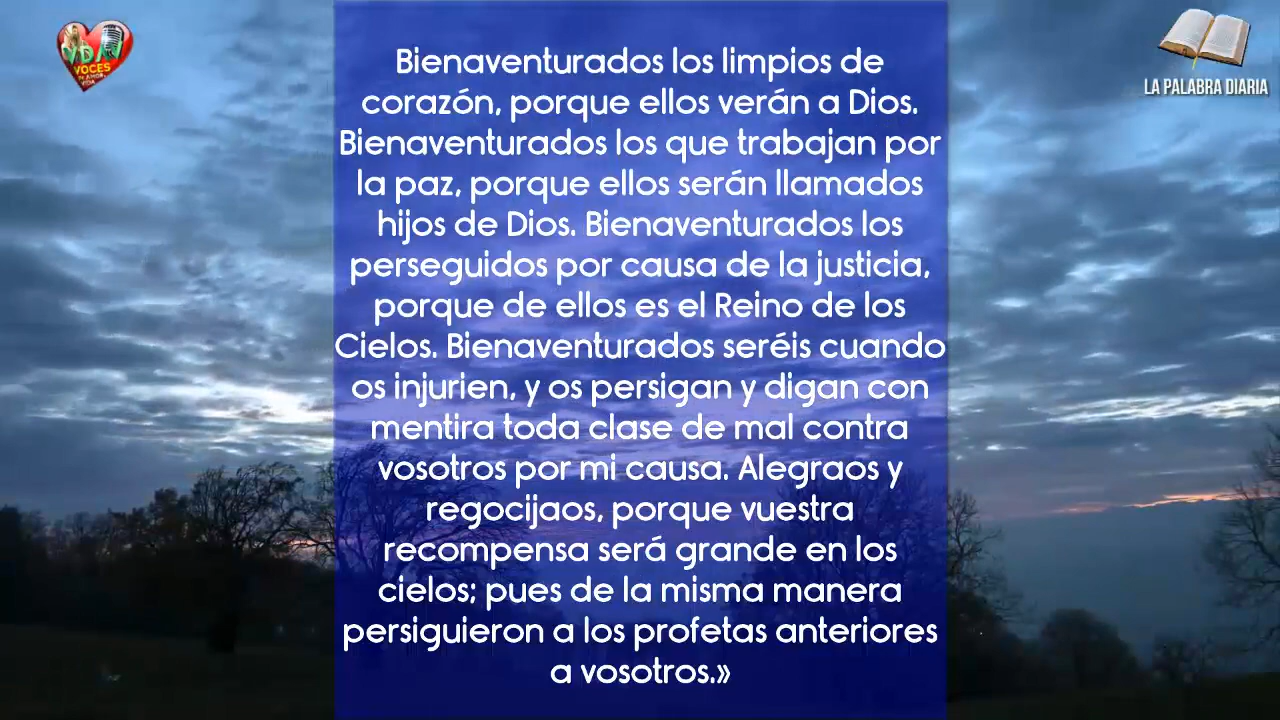 VDA
VOCES
LA PALABRA DIARIA
Bienaventurados los limpios de
corazón, porque ellos verán a Dios.
Bienaventurados los que trabajan por
la paz, porque ellos serán llamados
hijos de Dios. Bienaventurados los
perseguidos por causa de la justicia,
porque de ellos es el Reino de los
Cielos. Bienaventurados seréis cuando
os injurien, y os persigan y digan con
mentira toda clase de mal contra
vosotros por mi causa. Alegraos y
regocijaos, porque vuestra
recompensa será grande en los
cielos; pues de la misma manera
persiguieron a los profetas anteriores
a vosotros.»